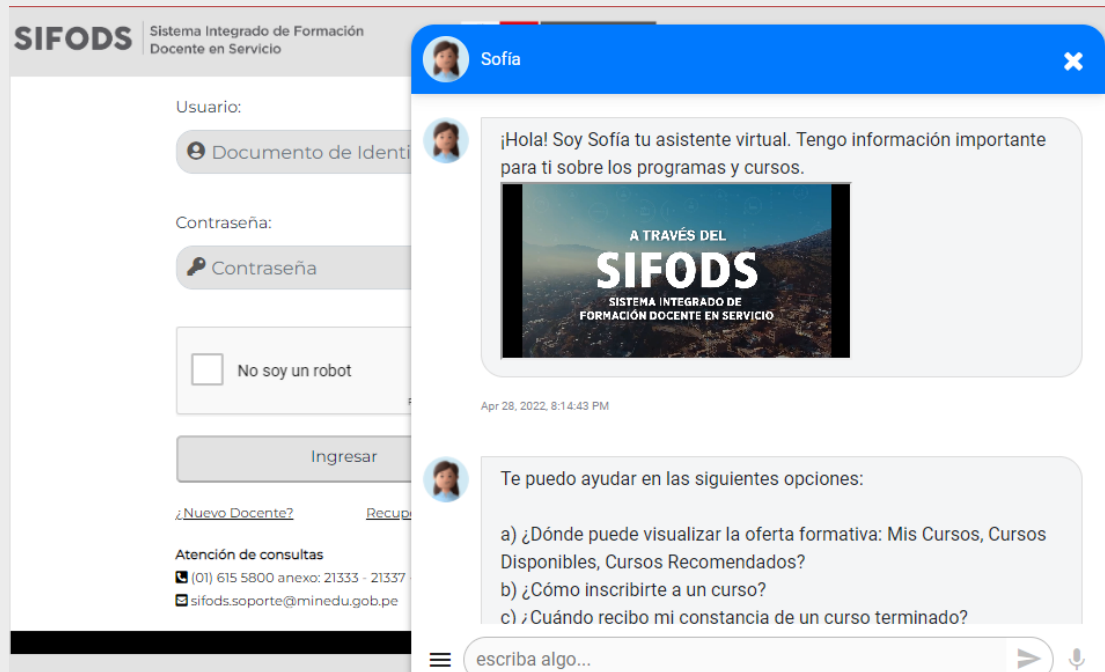 SIFODS
Sistema Integrado de Formación
Docente en Servicio
Usuario:
Documento de Identi
Contraseña:
Contraseña
No soy un robot
Ingresar
¿Nuevo Docente?
Recupe
Atención de consultas
(01) 615 5800 anexo: 21333 - 21337 -
sifods.soporte@minedu.gob.pe
Sofía
¡Hola! Soy Sofía tu asistente virtual. Tengo información importante
para ti sobre los programas y cursos.
A TRAVÉS DEL
SIFODS
SISTEMA INTEGRADO DE
FORMACIÓN DOCENTE EN SERVICIO
Apr 28, 2022, 8:14:43 PM
Te puedo ayudar en las siguientes opciones:
a) ¿Dónde puede visualizar la oferta formativa: Mis Cursos, Cursos
Disponibles, Cursos Recomendados?
b) ¿Cómo inscribirte a un curso?
c) ¿Cuándo recibo mi constancia de un curso terminado?
escriba algo...